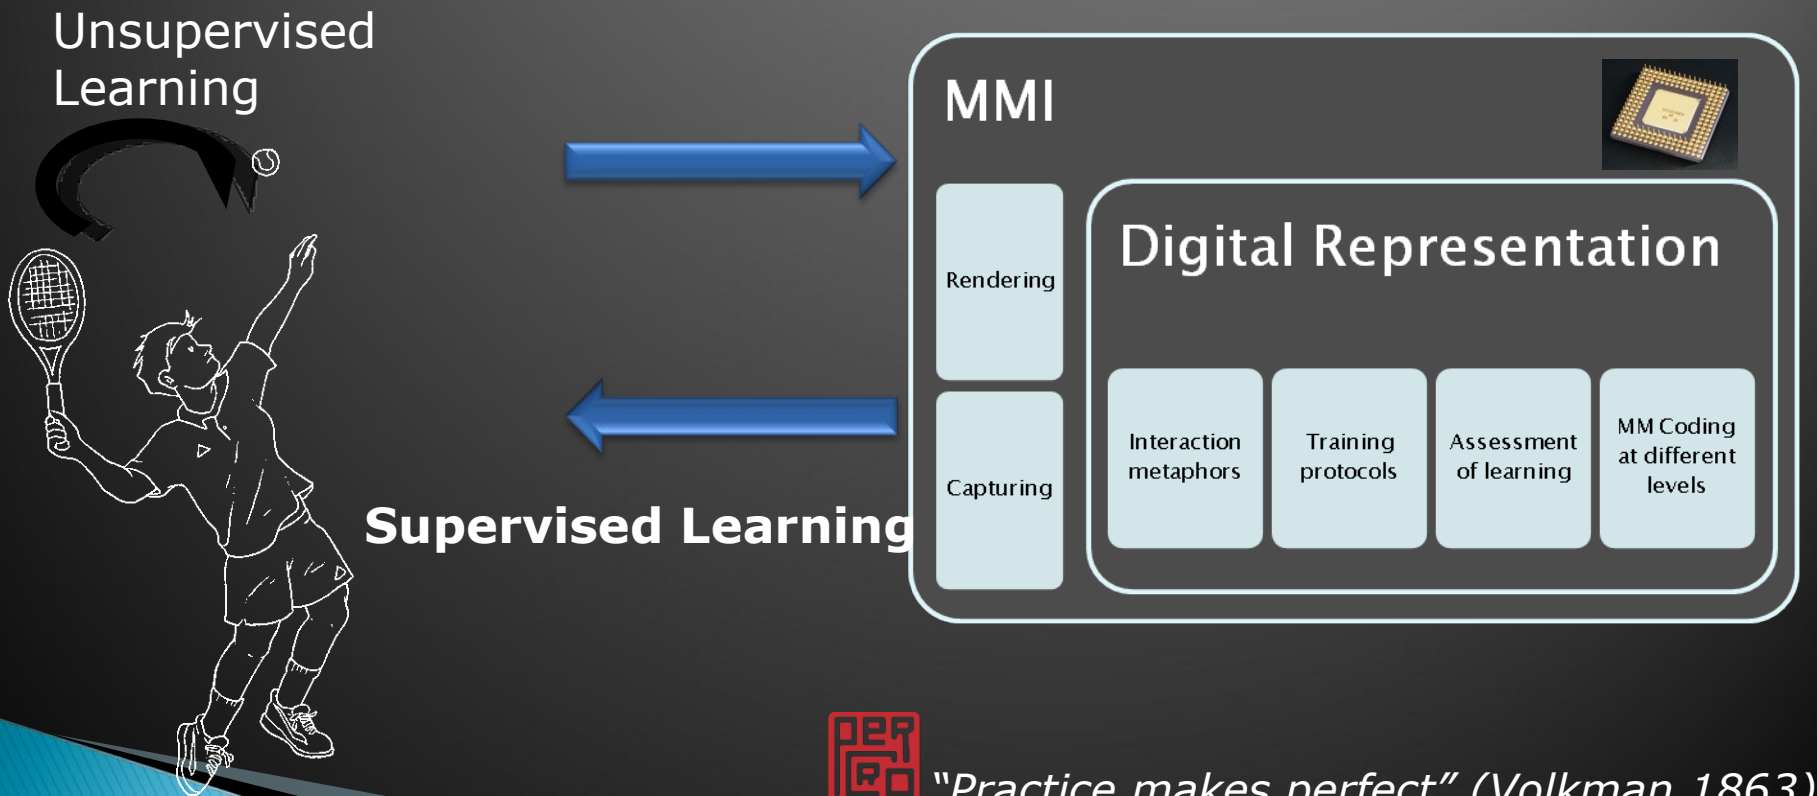 Unsupervised
Learning
MMI
Digital Representation
Rendering
Interaction
metaphors
Training
protocols
Assessment
of learning
MM Coding
at different
levels
Capturing
Supervised Learning
PERRO
“Practice makes perfect” (Volkman 1863)